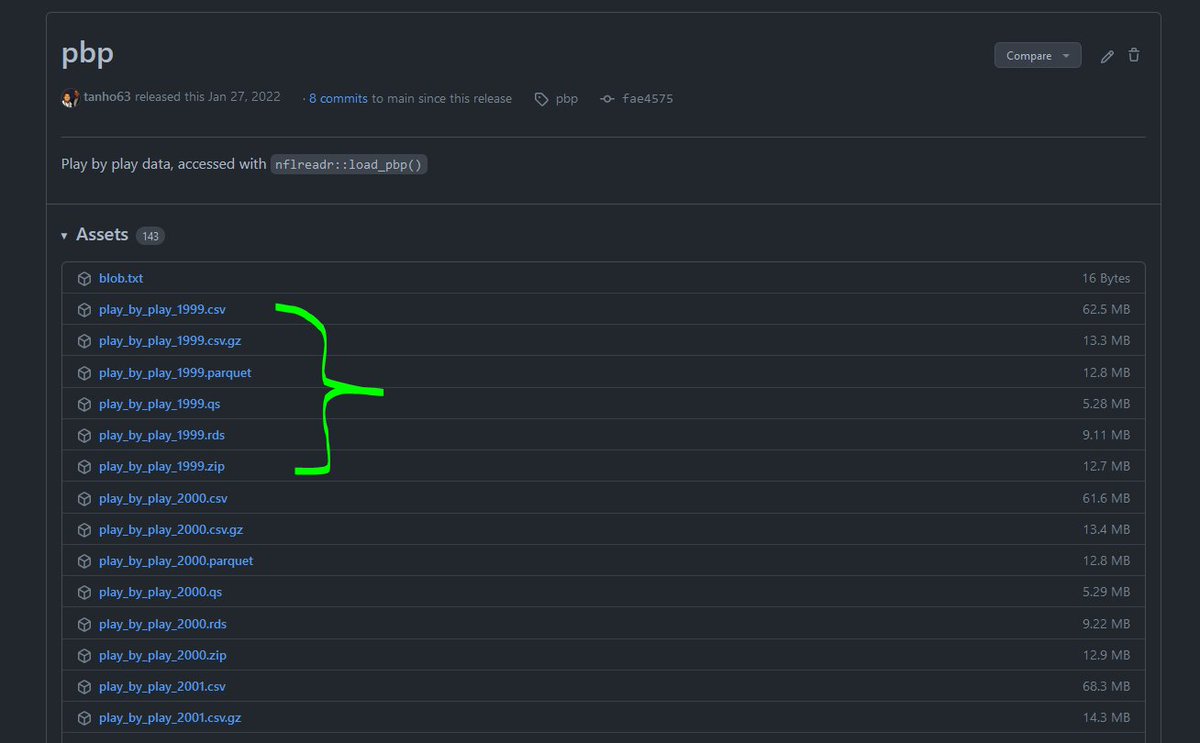 pbp
Compare
tanho63 released this Jan 27, 2022 · 8 commits to main since this release pbp fae4575
Play by play data, accessed with nflreadr::load_pbp()
Assets 143
blob.txt 16 Bytes
play_by_play_1999.csv 62.5 MB
play_by_play_1999.csv.gz 13.3 MB
play_by_play_1999.parquet 12.8 MB
play_by_play_1999.qs 5.28 MB
play_by_play_1999.rds 9.11 MB
play_by_play_1999.zip 12.7 MB
play_by_play_2000.csv 61.6 MB
play_by_play_2000.csv.gz 13.4 MB
play_by_play_2000.parquet 12.8 MB
play_by_play_2000.qs 5.29 MB
play_by_play_2000.rds 9.22 MB
play_by_play_2000.zip 12.9 MB
play_by_play_2001.csv 68.3 MB
play_by_play_2001.csv.gz 14.3 MB